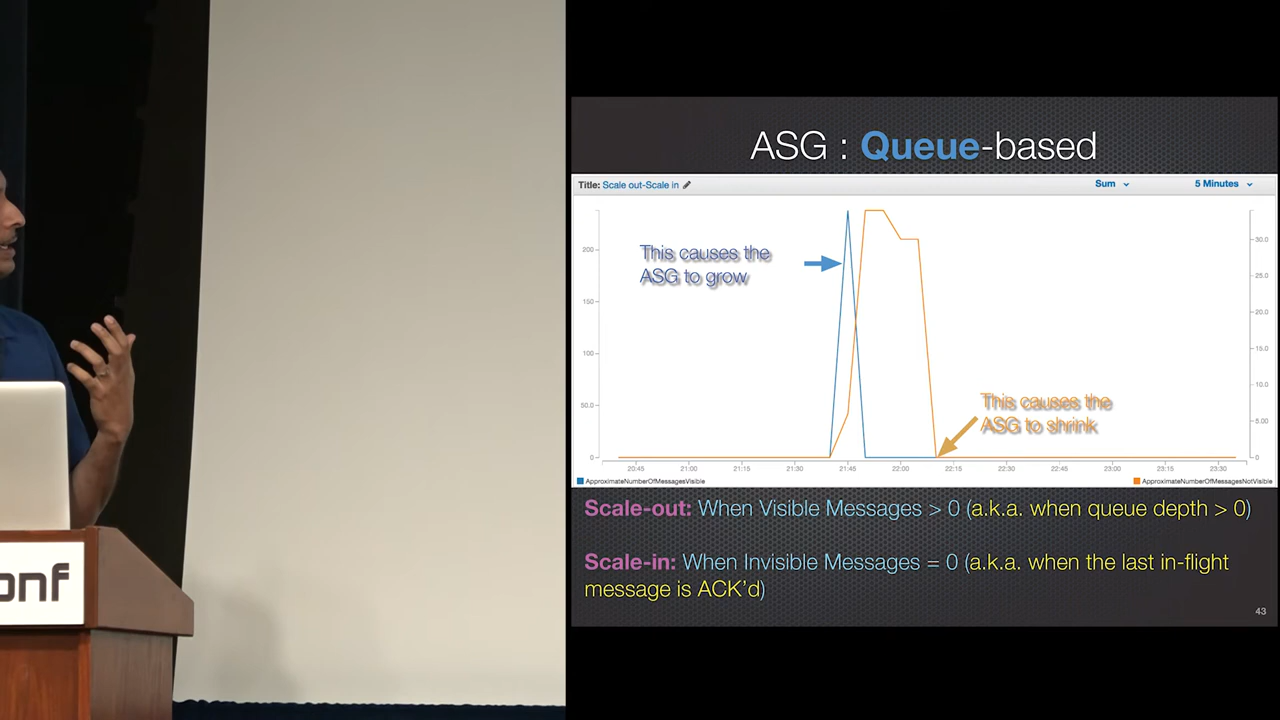 ASG : Queue-based
Title: Scale out-Scale in
Sum
5 Minutes
200
150
100
50.0
0
30.0
25.0
20.0
15.0
10.0
5.00
0
This causes the
ASG to grow
This causes the
ASG to shrink
20:45 21:00 21:15 21:30 21:45 22:00 22:15 22:30 22:45 23:00 23:15 23:30
ApproximateNumberOfMessagesVisible
ApproximateNumberOfMessagesNotVisible
Scale-out: When Visible Messages > 0 (a.k.a. when queue depth > 0)
Scale-in: When Invisible Messages = 0 (a.k.a. when the last in-flight
message is ACK'd)
43
onf